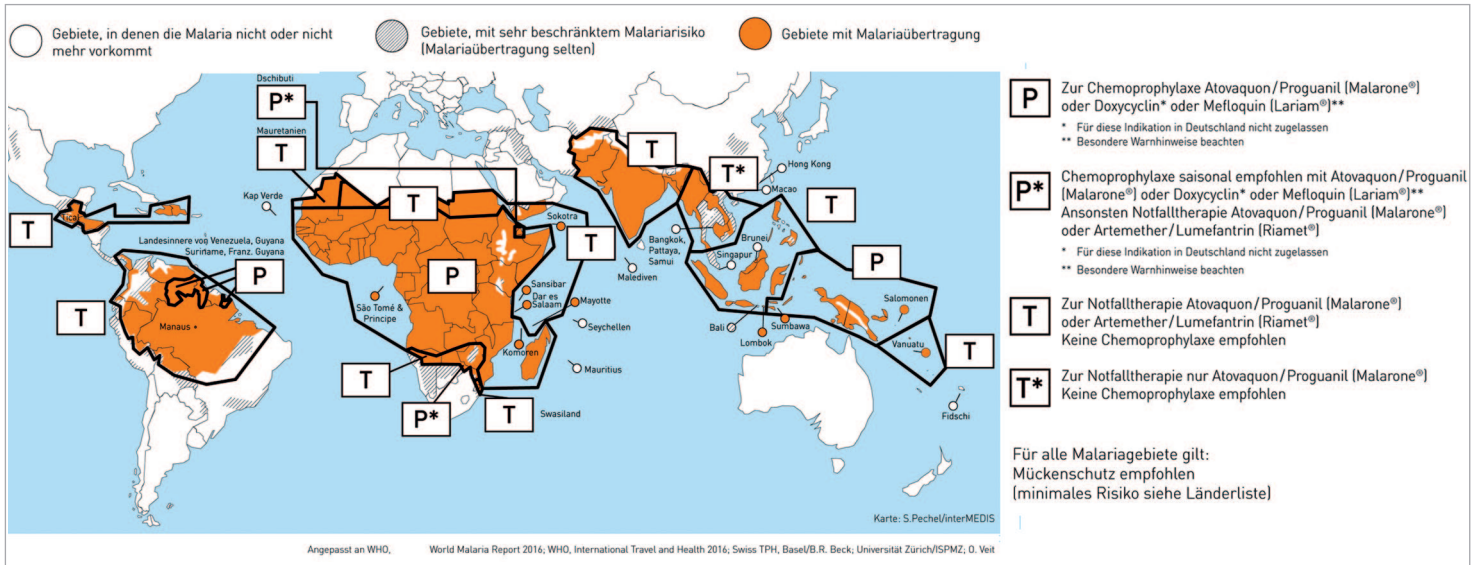 Gebiete, in denen die Malaria nicht oder nicht
mehr vorkommt
Gebiete, mit sehr beschränktem Malariarisiko
(Malariaübertragung selten)
Gebiete mit Malariaübertragung
Dschibuti
P*
Mauretanien
T
Kap Verde
T
Tical
T
Landesinnere von Venezuela, Guyana
Suriname, Franz. Guyana
P
T
Manaus
São Tomé &
Principe
P
Sokotra
T
Sansibar
Dar es
Salaam
Mayotte
Seychellen
Komoren
Mauritius
T
P*
T
Swasiland
T
T*
Hong Kong
Macao
T
Bangkok,
Pattaya,
Samui
Brunei
Singapur
Malediven
P
Salomonen
Bali
Sumbawa
Lombok
Vanuatu
T
Fidschi
Karte: S.Pechel/interMEDIS
P
Zur Chemoprophylaxe Atovaquon/Proguanil (Malarone®)
oder Doxycyclin* oder Mefloquin (Lariam®)**
* Für diese Indikation in Deutschland nicht zugelassen
** Besondere Warnhinweise beachten
P*
Chemoprophylaxe saisonal empfohlen mit Atovaquon/Proguanil
(Malarone®) oder Doxycyclin* oder Mefloquin (Lariam®)**
Ansonsten Notfalltherapie Atovaquon/Proguanil (Malarone®)
oder Artemether/Lumefantrin (Riamet®)
* Für diese Indikation in Deutschland nicht zugelassen
** Besondere Warnhinweise beachten
T
Zur Notfalltherapie Atovaquon/Proguanil (Malarone®)
oder Artemether/Lumefantrin (Riamet®)
Keine Chemoprophylaxe empfohlen
T*
Zur Notfalltherapie nur Atovaquon/Proguanil (Malarone®)
Keine Chemoprophylaxe empfohlen
Für alle Malariagebiete gilt:
Mückenschutz empfohlen
(minimales Risiko siehe Länderliste)
Angepasst an WHO, World Malaria Report 2016; WHO, International Travel and Health 2016; Swiss TPH, Basel/B.R. Beck; Universität Zürich/ISPMZ; O. Veit